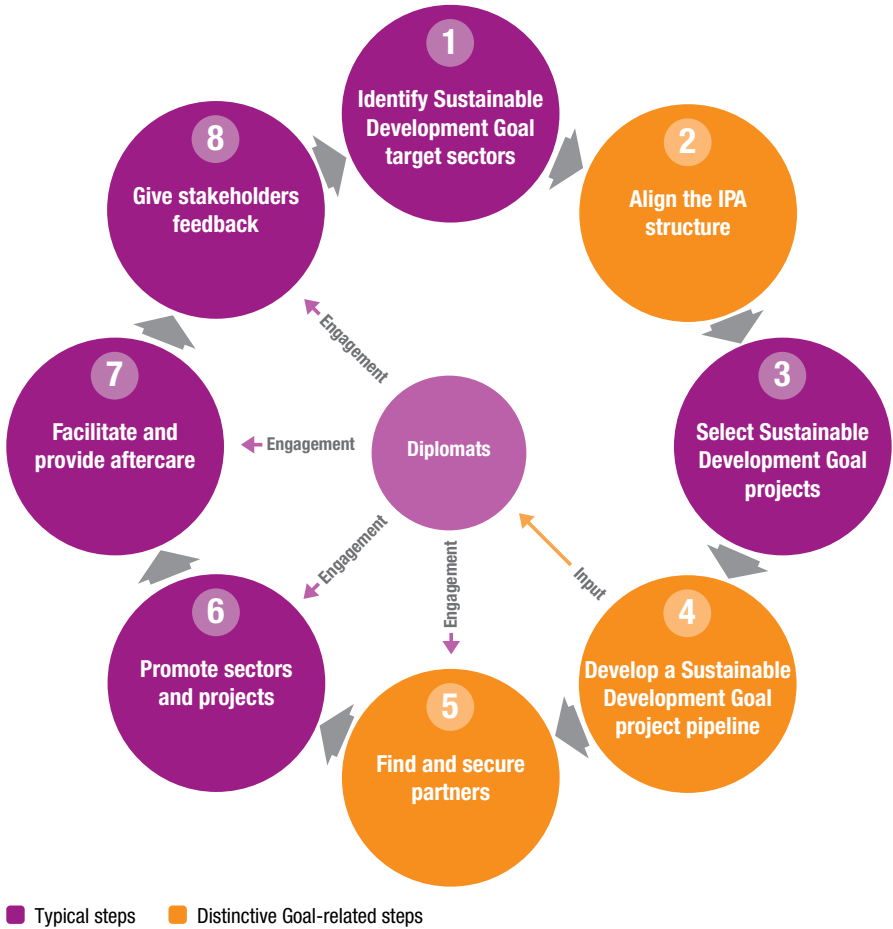 1
Identify Sustainable
Development Goal
target sectors
2
Align the IPA
structure
3
Select Sustainable
Development Goal
projects
4
Develop a Sustainable
Development Goal
project pipeline
5
Find and secure
partners
6
Promote sectors
and projects
7
Facilitate and
provide aftercare
8
Give stakeholders
feedback
Diplomats
Engagement
Engagement
Engagement
Engagement
Input
Typical steps
Distinctive Goal-related steps